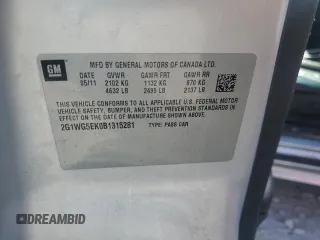 GM
MFD BY GENERAL MOTORS OF CANADA LTD.
DATE GVWR GAWR FRT GAWR RR
05/11 2102 KG 1132 KG 970 KG
4632 LB 2495 LB 2137 LB
THIS VEHICLE CONFORMS TO ALL APPLICABLE U.S. FEDERAL MOTOR
VEHICLE SAFETY, BUMPER, AND THEFT PREVENTION
STANDARDS IN EFFECT ON THE DATE OF MANUFACTURE
SHOWN ABOVE.
2G1WG5EK0B1315281 TYPE: PASS CAR
DREAMBID